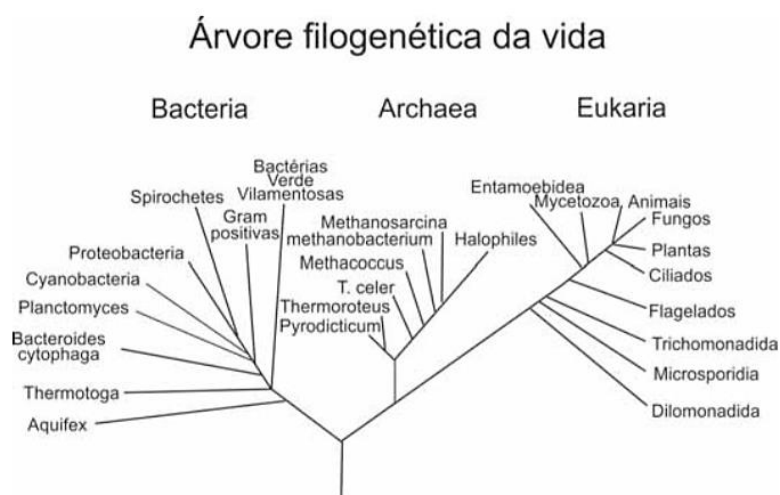 Árvore filogenética da vida
Bacteria
Archaea
Eukaria
Bactérias
Verde
Vilamentosas
Spirochetes
Gram
positivas
Proteobacteria
Cyanobacteria
Planctomyces
Bacteroides
cytophaga
Thermotoga
Aquifex
Methanosarcina
methanobacterium
Halophiles
Methacoccus
T. celer
Thermoroteus
Pyrodicticum
Entamoebidea
Mycetozoa
Animais
Fungos
Plantas
Ciliados
Flagelados
Trichomonadida
Microsporidia
Dilomonadida